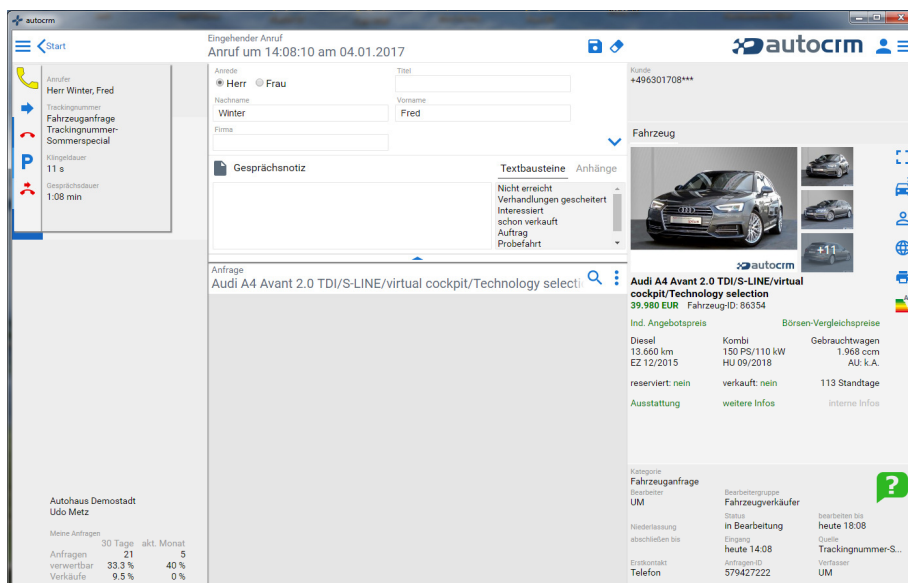 autocrm
Start
Eingehender Anruf
Anruf um 14:08:10 am 04.01.2017
autocrm
Anrufer
Herr Winter, Fred
Trackingnummer
Fahrzeuganfrage
Trackingnummer-
Sommerspecial
P
Klingeldauer
11 s
Gesprächsdauer
1:08 min
Anrede
Herr Frau
Titel
Nachname
Winter
Vorname
Fred
Firma
Gesprächsnotiz
Textbausteine Anhänge
Nicht erreicht
Verhandlungen gescheitert
Interessiert
schon verkauft
Auftrag
Probefahrt
Anfrage
Audi A4 Avant 2.0 TDI/S-LINE/virtual cockpit/Technology selecti
Kunde
+496301708***
Fahrzeug
+11
autocrm
Audi A4 Avant 2.0 TDI/S-LINE/virtual
cockpit/Technology selection
39.980 EUR Fahrzeug-ID: 86354
Ind. Angebotspreis Börsen-Vergleichspreise
Diesel Kombi Gebrauchtwagen
13.660 km 150 PS/110 kW 1.968 ccm
EZ 12/2015 HU 09/2018 AU: k.A.
reserviert: nein verkauft: nein 113 Standtage
Ausstattung weitere Infos Interne Infos
Kategorie
Fahrzeuganfrage
Bearbeiter Bearbeitergruppe
UM Fahrzeugverkäufer
Status bearbeiten bis
Niederlassung in Bearbeitung heute 18:08
abschließen bis Eingang Quelle
heute 14:08 Trackingnummer-S...
Erstkontakt Anfragen-ID Verfasser
Telefon 579427222 UM
?
Autohaus Demostadt
Udo Metz
Meine Anfragen
30 Tage akt. Monat
Anfragen 21 5
verwertbar 33.3 % 40 %
Verkäufe 9.5 % 0 %